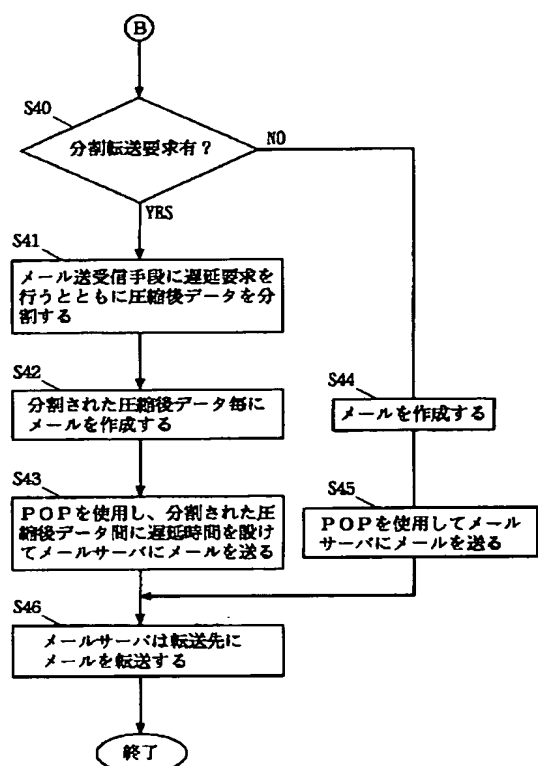 B
S40
分割転送要求有？
NO
YES
S41
メール送受信手段に遅延要求を
行うとともに圧縮後データを分
割する
S42
分割された圧縮後データ毎に
メールを作成する
S44
メールを作成する
S43
ＰＯＰを使用し、分割された圧
縮後データ間に遅延時間を設け
てメールサーバにメールを送る
S45
ＰＯＰを使用してメール
サーバにメールを送る
S46
メールサーバは転送先に
メールを転送する
終了